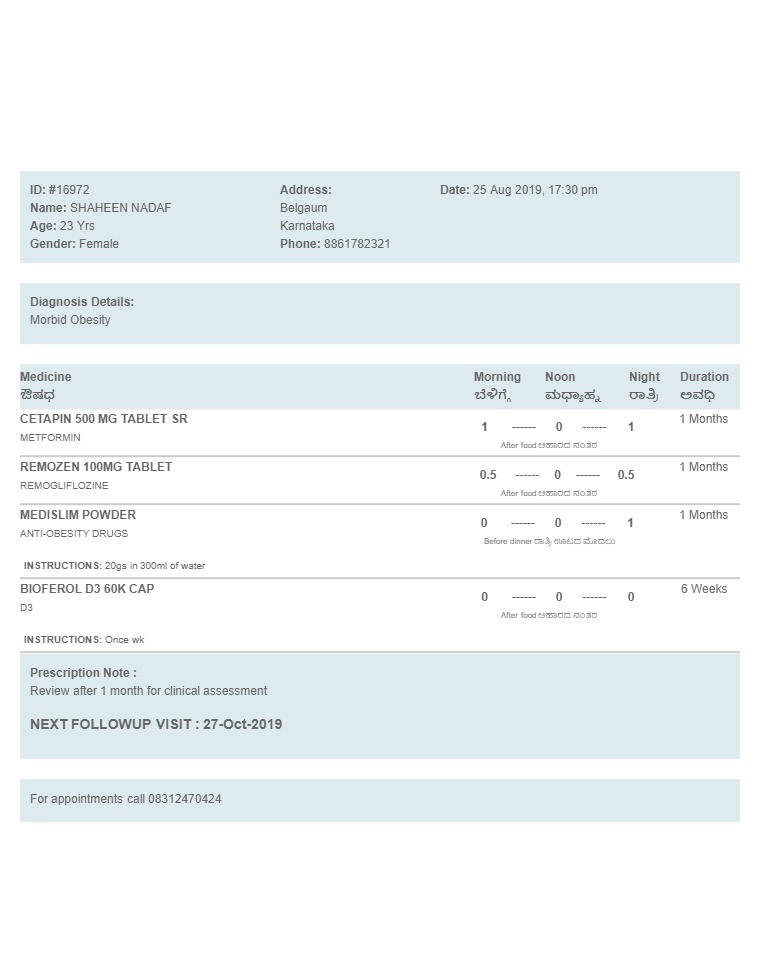 ID: #16972
Name: SHAHEEN NADAF
Age: 23 Yrs
Gender: Female
Address:
Belgaum
Karnataka
Phone: 8861782321
Date: 25 Aug 2019, 17:30 pm
Diagnosis Details:
Morbid Obesity
Medicine Morning Noon Night Duration
ಔಷಧ ಬೆಳಿಗ್ಗೆ ಮಧ್ಯಾಹ್ನ ರಾತ್ರಿ ಅವಧಿ
CETAPIN 500 MG TABLET SR 1 ------ 0 ------ 1 1 Months
METFORMIN
After food ಆಹಾರದ ನಂತರ
REMOZEN 100MG TABLET 0.5 ------ 0 ------ 0.5 1 Months
REMOGLIFLOZINE
After food ಆಹಾರದ ನಂತರ
MEDISLIM POWDER 0 ------ 0 ------ 1 1 Months
ANTI-OBESITY DRUGS
Before dinner ರಾತ್ರಿ ಊಟದ ಮೊದಲು
INSTRUCTIONS: 20gs in 300ml of water
BIOFEROL D3 60K CAP 0 ------ 0 ------ 0 6 Weeks
D3
After food ಆಹಾರದ ನಂತರ
INSTRUCTIONS: Once wk
Prescription Note :
Review after 1 month for clinical assessment
NEXT FOLLOWUP VISIT : 27-Oct-2019
For appointments call 08312470424